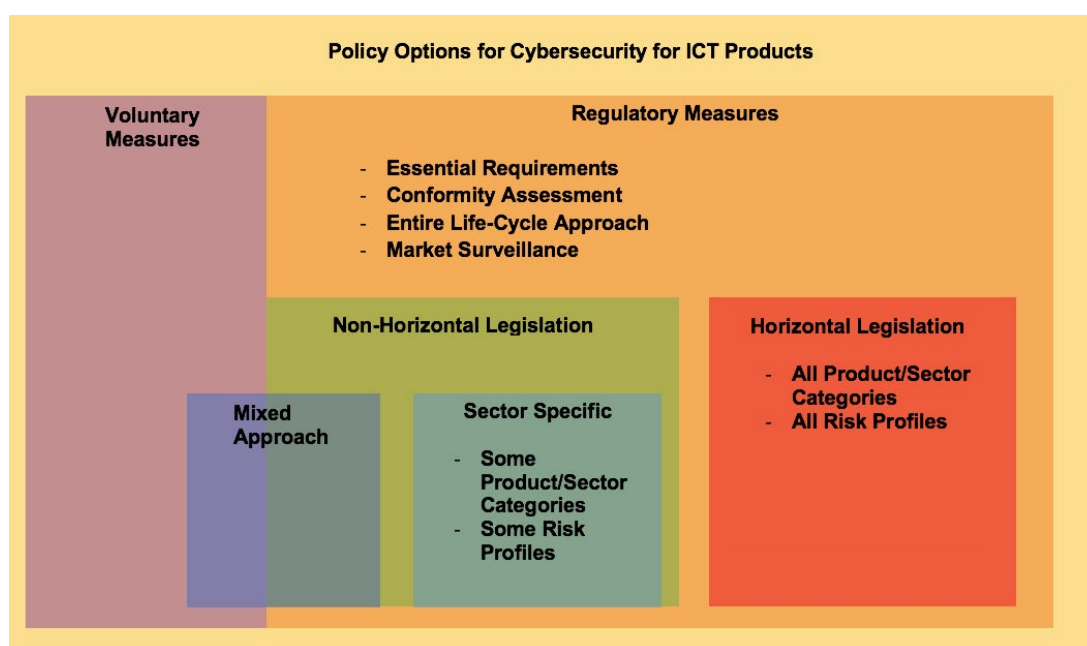 Policy Options for Cybersecurity for ICT Products
Voluntary
Measures
Regulatory Measures
- Essential Requirements
- Conformity Assessment
- Entire Life-Cycle Approach
- Market Surveillance
Non-Horizontal Legislation
Mixed
Approach
Sector Specific
- Some
Product/Sector
Categories
- Some Risk
Profiles
Horizontal Legislation
- All Product/Sector
Categories
- All Risk Profiles